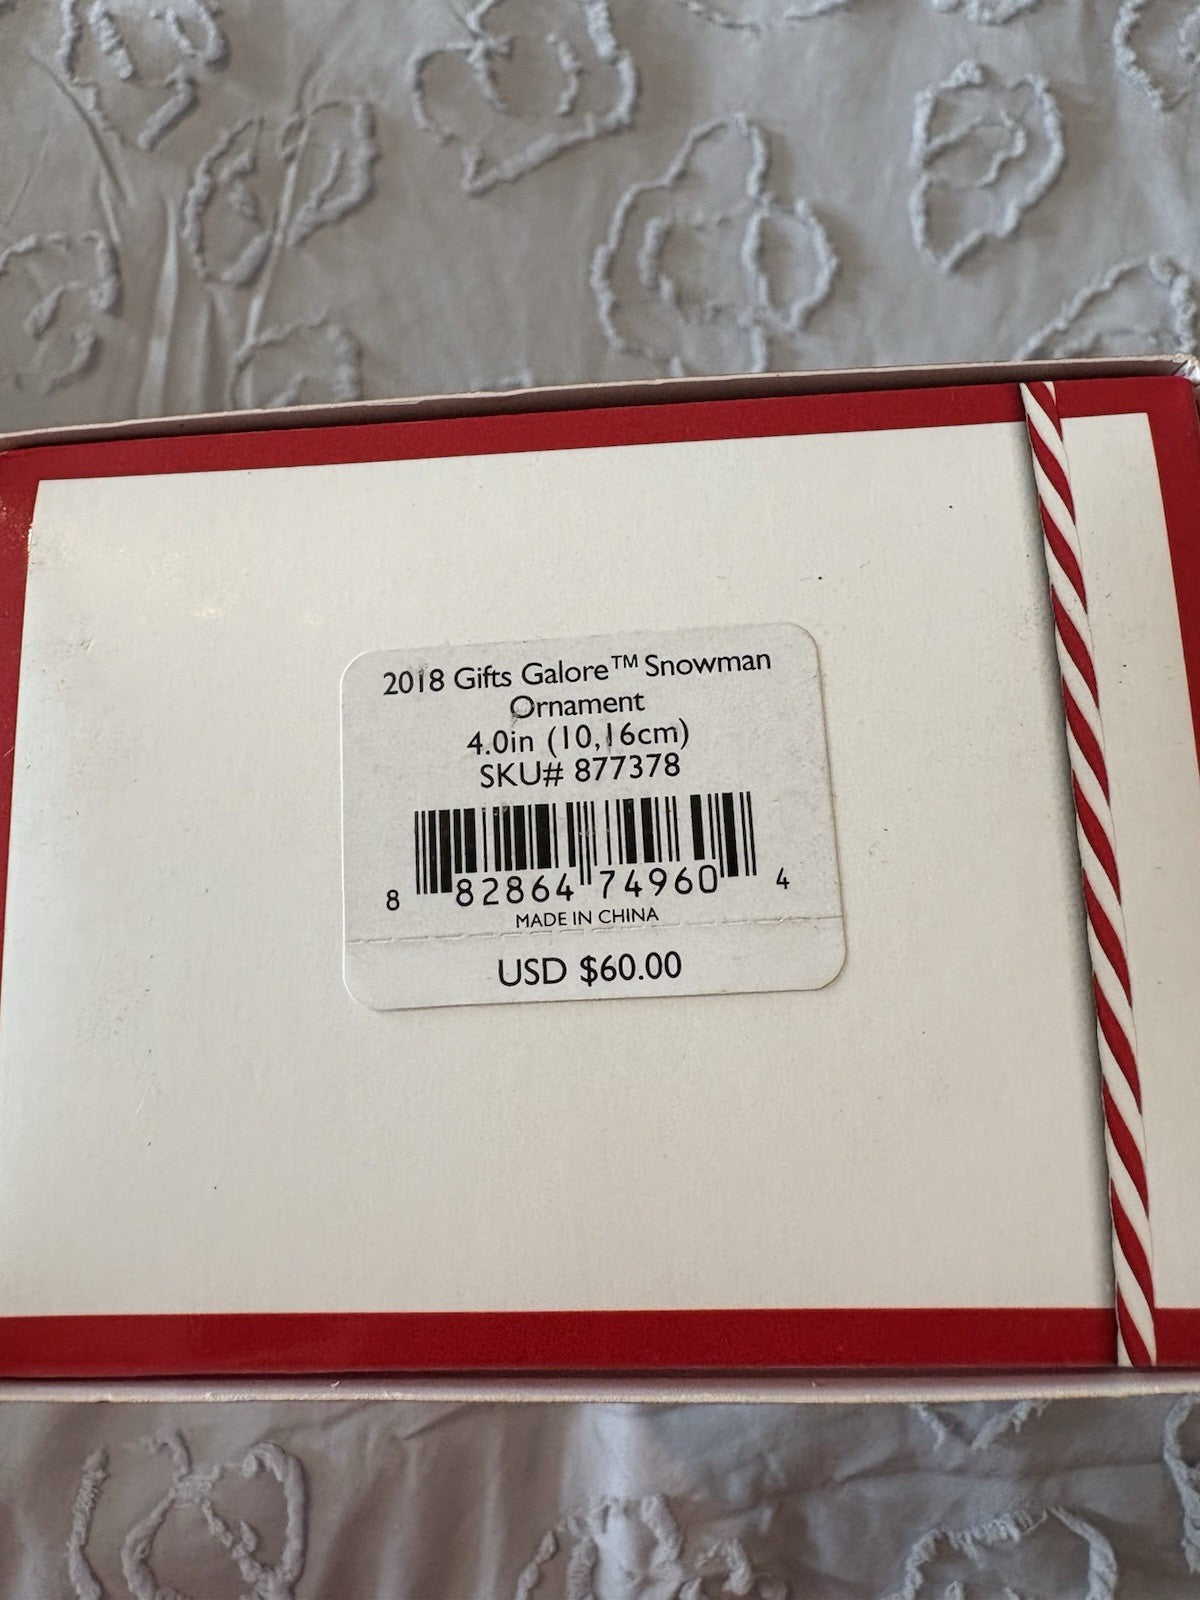 2018 Gifts Galore™ Snowman
Ornament
4.0in (10,16cm)
SKU# 877378
8 82864 74960 4
MADE IN CHINA
USD $60.00